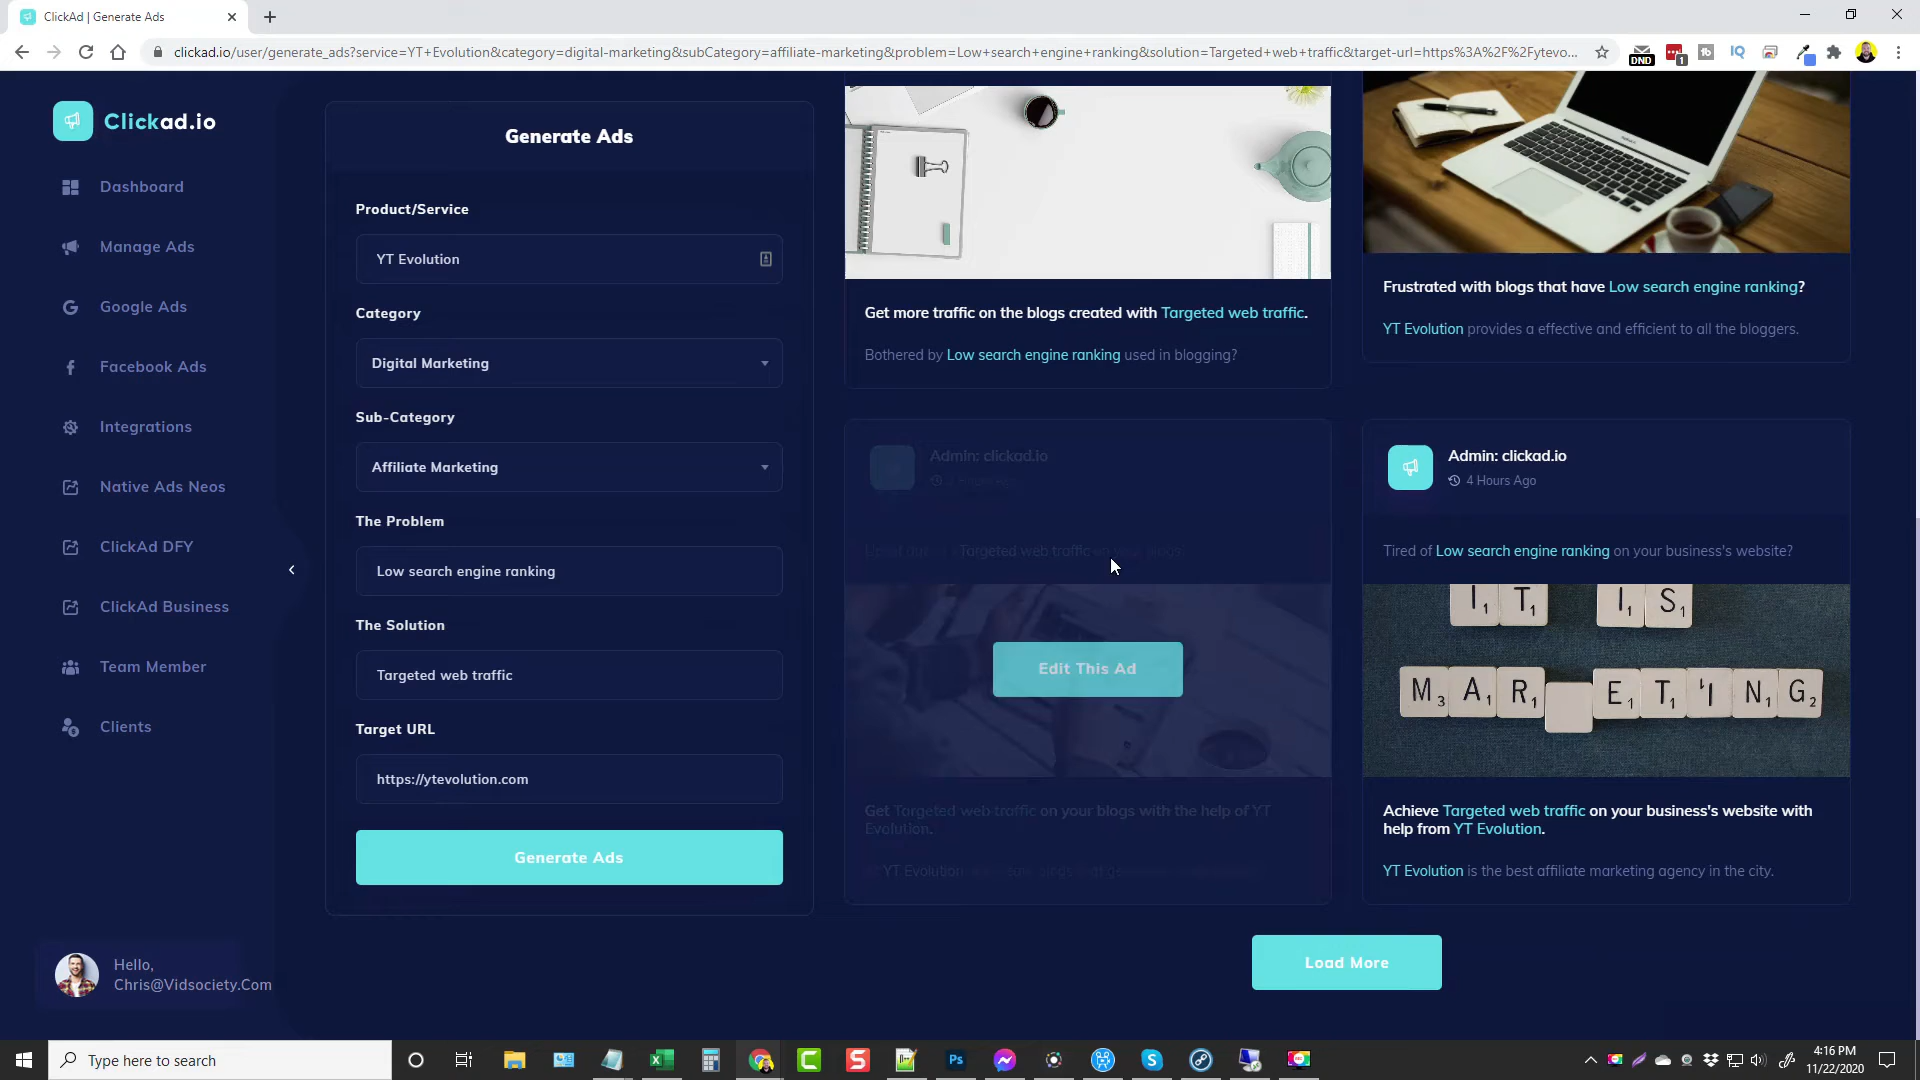 ClickAd | Generate Ads
clickad.io/user/generate_ads?service=YT+Evolution&category=digital-marketing&subCategory=affiliate-marketing&problem=Low+search+engine+ranking&solution=Targeted+web+traffic&target-url=https%3A%2F%2Fytevo...
DND
1
Clickad.io
Dashboard
Manage Ads
Google Ads
Facebook Ads
Integrations
Native Ads Neos
ClickAd DFY
ClickAd Business
Team Member
Clients
Hello,
Chris@Vidsociety.Com
Generate Ads
Product/Service
YT Evolution
Category
Digital Marketing
Sub-Category
Affiliate Marketing
The Problem
Low search engine ranking
The Solution
Targeted web traffic
Target URL
https://ytevolution.com
Generate Ads
Get more traffic on the blogs created with Targeted web traffic.
Bothered by Low search engine ranking used in blogging?
Frustrated with blogs that have Low search engine ranking?
YT Evolution provides a effective and efficient to all the bloggers.
Admin: clickad.io
Targeted web traffic on
Edit This Ad
Get Targeted web traffic on your blogs with the help of YT
Evolution.
YT Evolution
Admin: clickad.io
4 Hours Ago
Tired of Low search engine ranking on your business's website?
IT IS
MAR ETING
Achieve Targeted web traffic on your business's website with
help from YT Evolution.
YT Evolution is the best affiliate marketing agency in the city.
Load More
Type here to search
4:16 PM
11/22/2020